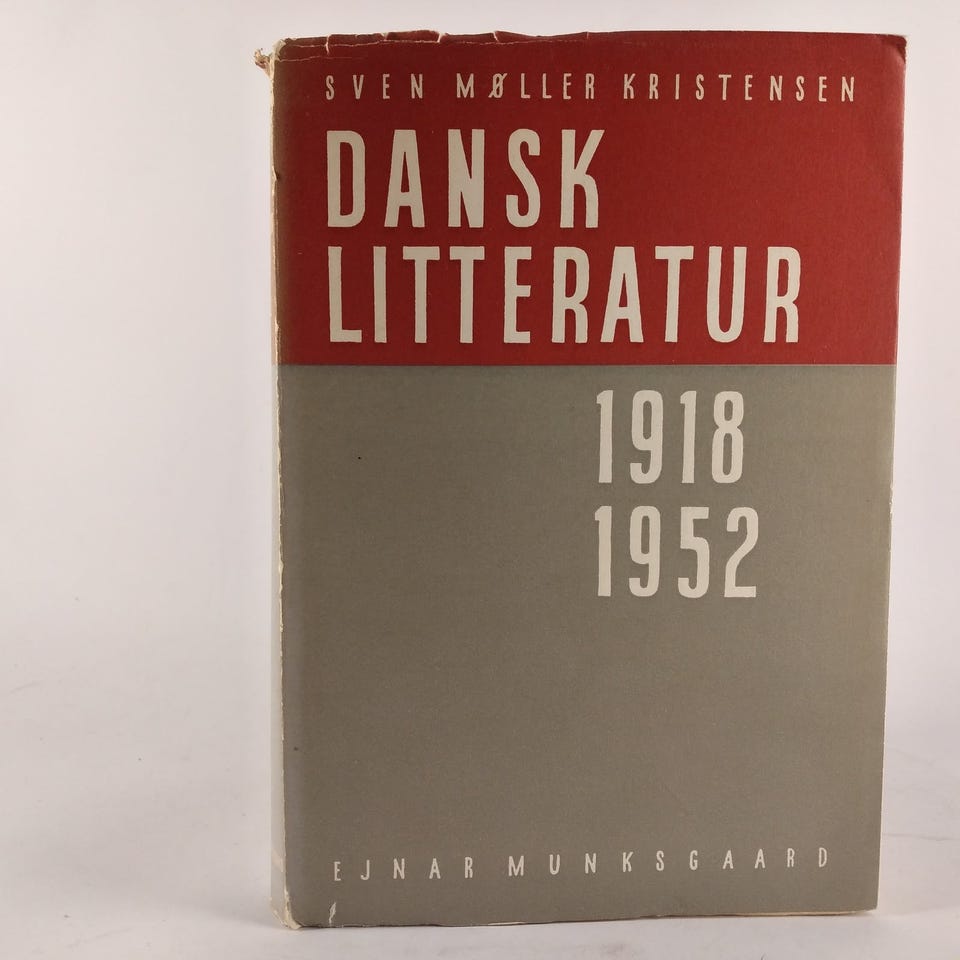 SVEN MØLLER KRISTENSEN
DANSK
LITTERATUR
1918
1952
EJNAR MUNKSGAARD